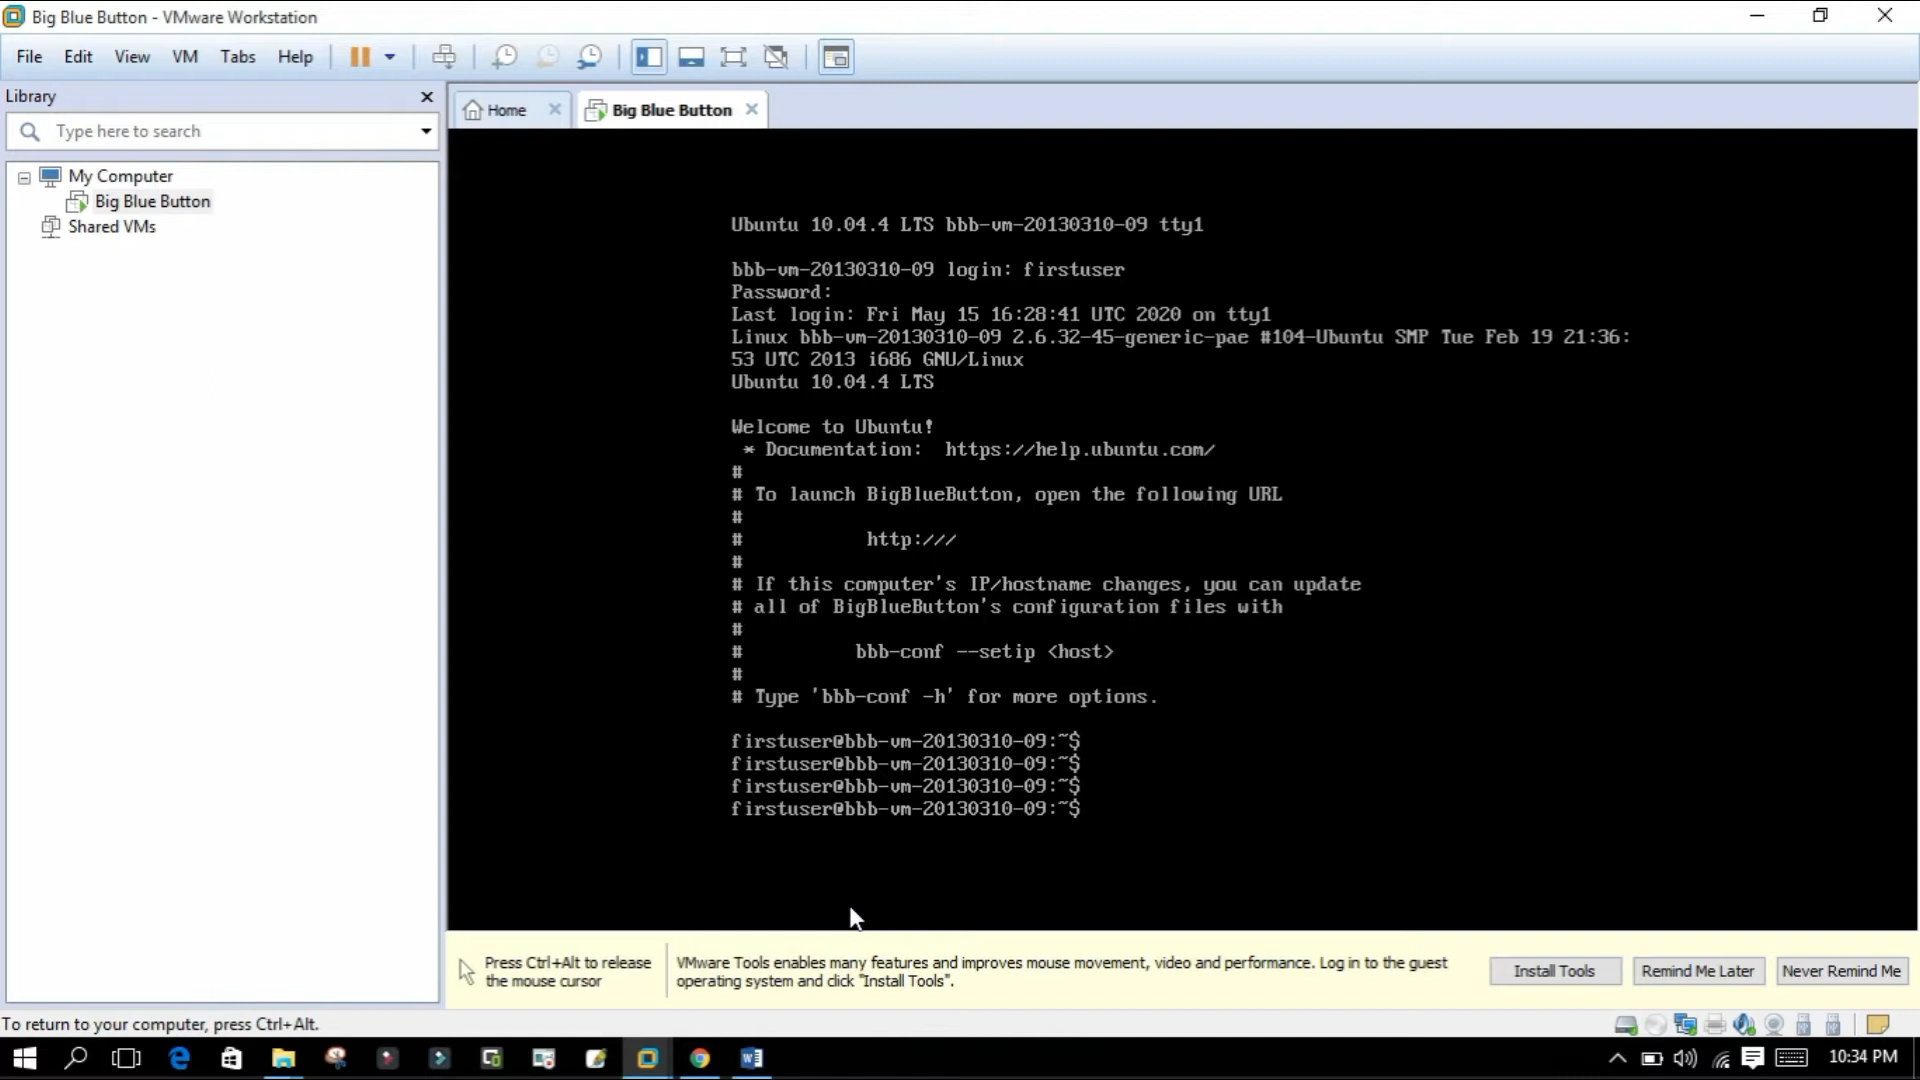 Big Blue Button - VMware Workstation
File Edit View VM Tabs Help
Library
Type here to search
My Computer
Big Blue Button
Shared VMs
Home
Big Blue Button
Ubuntu 10.04.4 LTS bbb-vm-20130310-09 tty1
bbb-vm-20130310-09 login: firstuser
Password:
Last login: Fri May 15 16:28:41 UTC 2020 on tty1
Linux bbb-vm-20130310-09 2.6.32-45-generic-pae #104-Ubuntu SMP Tue Feb 19 21:36:
53 UTC 2013 i686 GNU/Linux
Ubuntu 10.04.4 LTS
Welcome to Ubuntu!
* Documentation: https://help.ubuntu.com/
#
# To launch BigBlueButton, open the following URL
#
# http:///
#
# If this computer's IP/hostname changes, you can update
# all of BigBlueButton's configuration files with
#
# bbb-conf --setip <host>
#
# Type 'bbb-conf -h' for more options.
firstuser@bbb-vm-20130310-09:~$
firstuser@bbb-vm-20130310-09:~$
firstuser@bbb-vm-20130310-09:~$
firstuser@bbb-vm-20130310-09:~$
Press Ctrl+Alt to release
the mouse cursor
VMware Tools enables many features and improves mouse movement, video and performance. Log in to the guest
operating system and click "Install Tools".
Install Tools
Remind Me Later
Never Remind Me
To return to your computer, press Ctrl+Alt.
10:34 PM